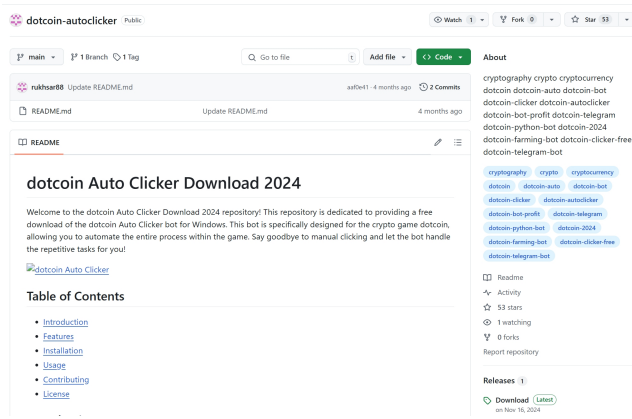 dotcoin-autoclicker Public
Watch 1
Fork 0
Star 53
main
1 Branch
1 Tag
Go to file
t
Add file
Code
rukhsar88 Update README.md
aaf0e41 · 4 months ago
2 Commits
README.md
Update README.md
4 months ago
README
dotcoin Auto Clicker Download 2024
Welcome to the dotcoin Auto Clicker Download 2024 repository! This repository is dedicated to providing a free
download of the dotcoin Auto Clicker bot for Windows. This bot is specifically designed for the crypto game dotcoin,
allowing you to automate the entire process within the game. Say goodbye to manual clicking and let the bot handle
the repetitive tasks for you!
dotcoin Auto Clicker
Table of Contents
Introduction
Features
Installation
Usage
Contributing
License
About
cryptography crypto cryptocurrency
dotcoin dotcoin-auto dotcoin-bot
dotcoin-clicker dotcoin-autoclicker
dotcoin-bot-profit dotcoin-telegram
dotcoin-python-bot dotcoin-2024
dotcoin-farming-bot dotcoin-clicker-free
dotcoin-telegram-bot
cryptography crypto cryptocurrency
dotcoin dotcoin-auto dotcoin-bot
dotcoin-clicker dotcoin-autoclicker
dotcoin-bot-profit dotcoin-telegram
dotcoin-python-bot dotcoin-2024
dotcoin-farming-bot dotcoin-clicker-free
dotcoin-telegram-bot
Readme
Activity
53 stars
1 watching
0 forks
Report repository
Releases 1
Download Latest
on Nov 16, 2024